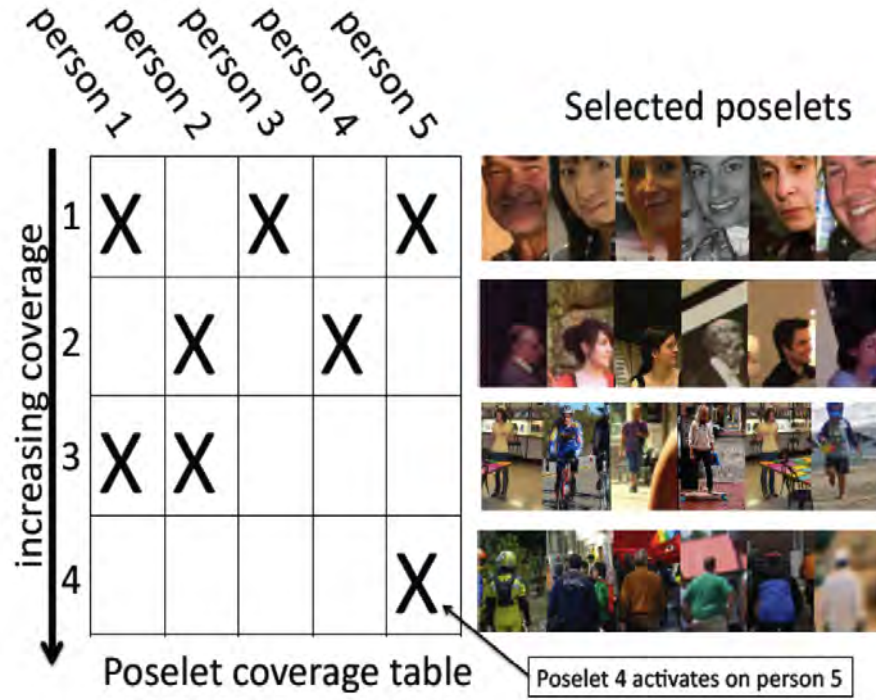 person 1
person 2
person 3
person 4
person 5
Selected poselets
increasing coverage
1
X X X
2
X X
3
X X
4
X
Poselet coverage table
Poselet 4 activates on person 5